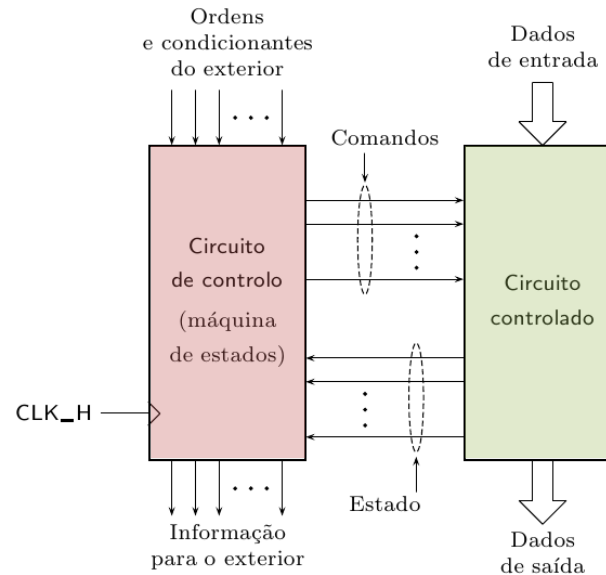 Ordens
e condicionantes
do exterior
Dados
de entrada
Comandos
Circuito
de controlo
(máquina
de estados)
Circuito
controlado
CLK_H
Estado
Informação
para o exterior
Dados
de saída